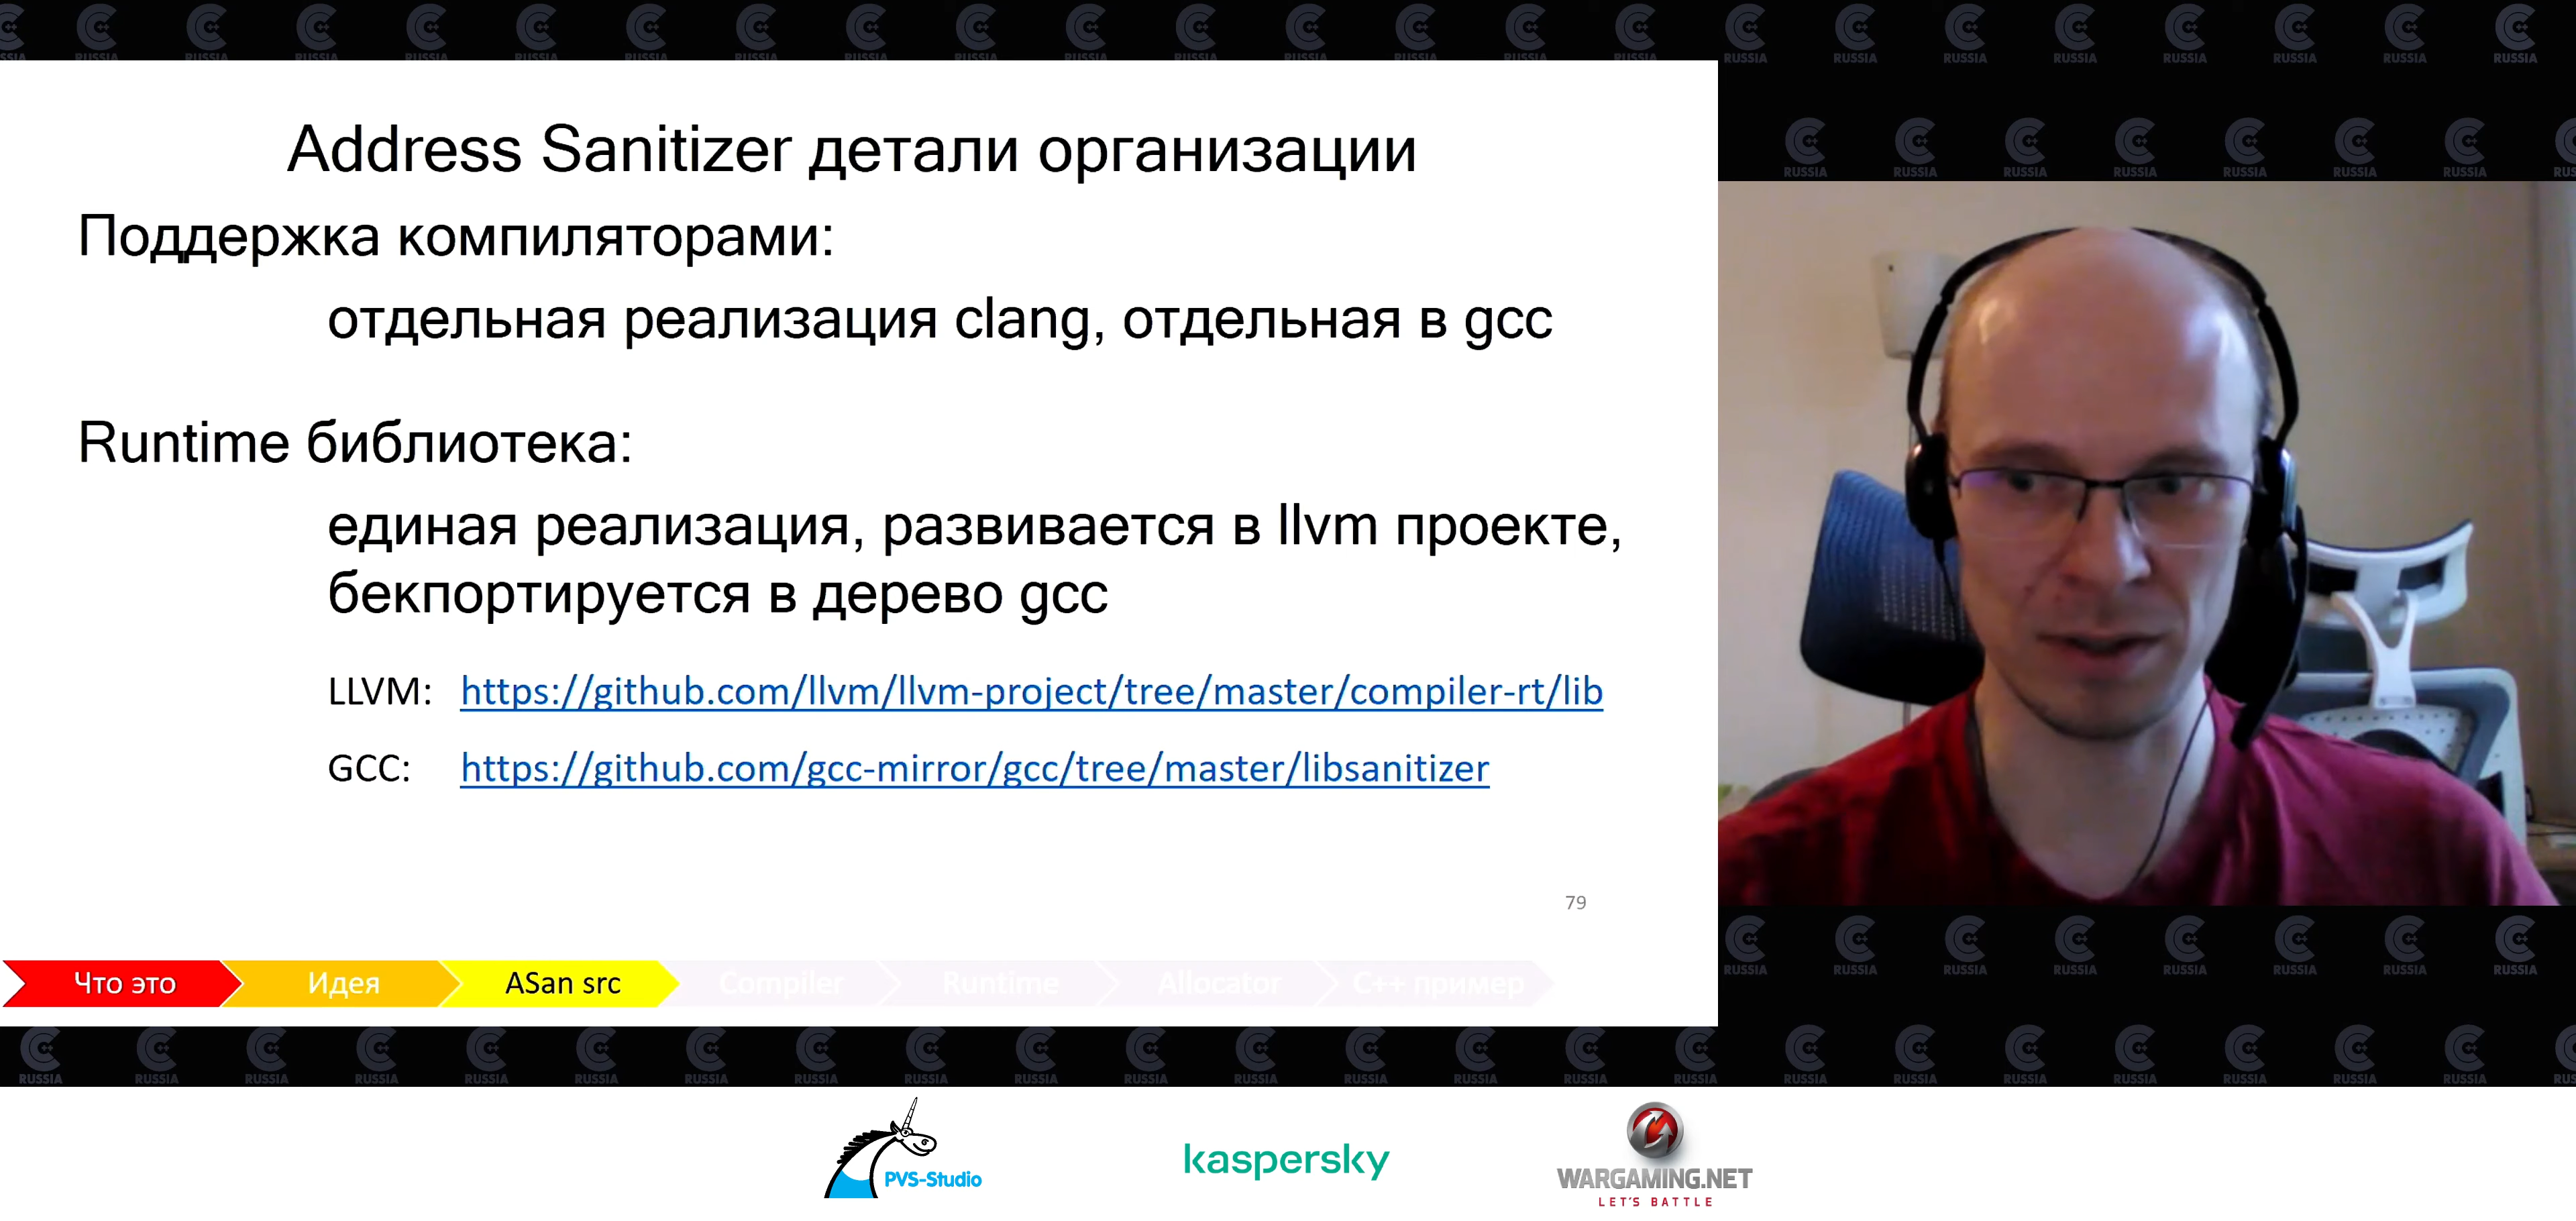 Address Sanitizer детали организации
Поддержка компиляторами:
отдельная реализация clang, отдельная в gcc
Runtime библиотека:
единая реализация, развивается в llvm проекте,
бекпортируется в дерево gcc
LLVM: https://github.com/llvm/llvm-project/tree/master/compiler-rt/lib
GCC: https://github.com/gcc-mirror/gcc/tree/master/libsanitizer
79
Что это
Идея
ASan src
Compiler
Runtime
Allocator
C++ пример
PVS-Studio
kaspersky
WARGAMING.NET
LET'S BATTLE